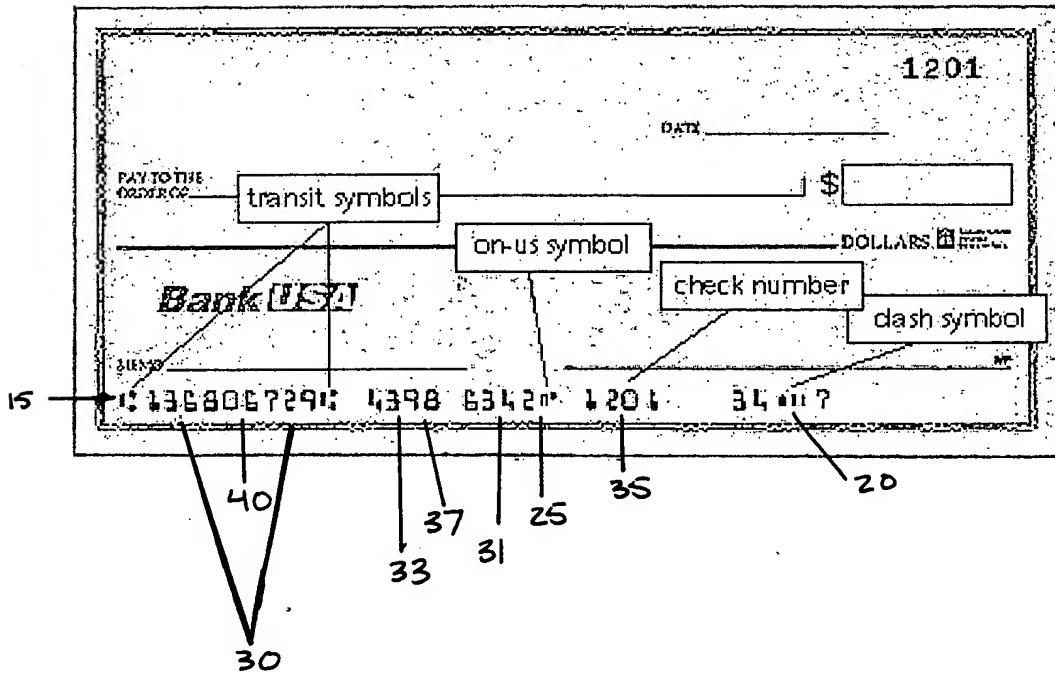 1201
DATE
PAY TO THE
ORDER OF
$
transit symbols
on-us symbol
DOLLARS
check number
Bank USA
dash symbol
MEMO
15
⑆136806729⑆ 4398 6342⑈ 1201 34⑉7
40
37
25
35
20
33
31
30